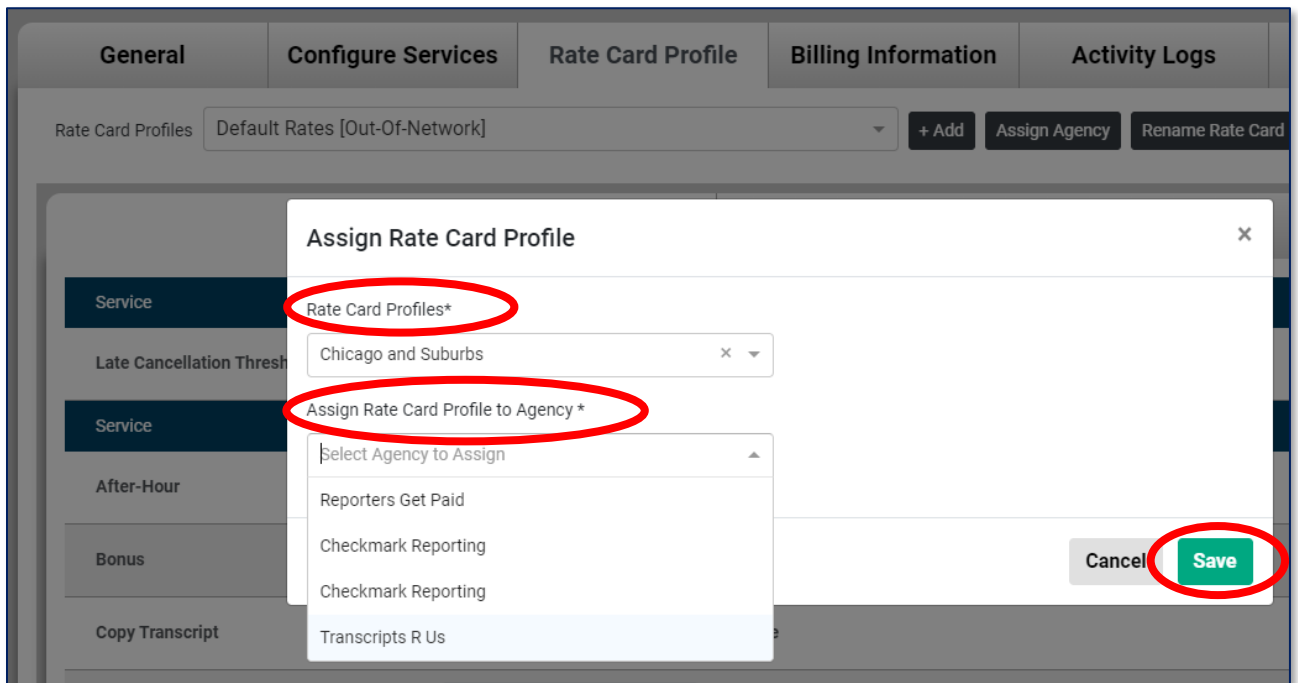 General Configure Services Rate Card Profile Billing Information Activity Logs
Rate Card Profiles Default Rates [Out-Of-Network] + Add Assign Agency Rename Rate Card
Assign Rate Card Profile ×
Service
Rate Card Profiles*
Late Cancellation Chicago and Suburbs ×
Assign Rate Card Profile to Agency *
Service
Select Agency to Assign
After-Hour
Reporters Get Paid
Bonus
Checkmark Reporting
Cancel Save
Checkmark Reporting
Copy Transcript
Transcripts R Us